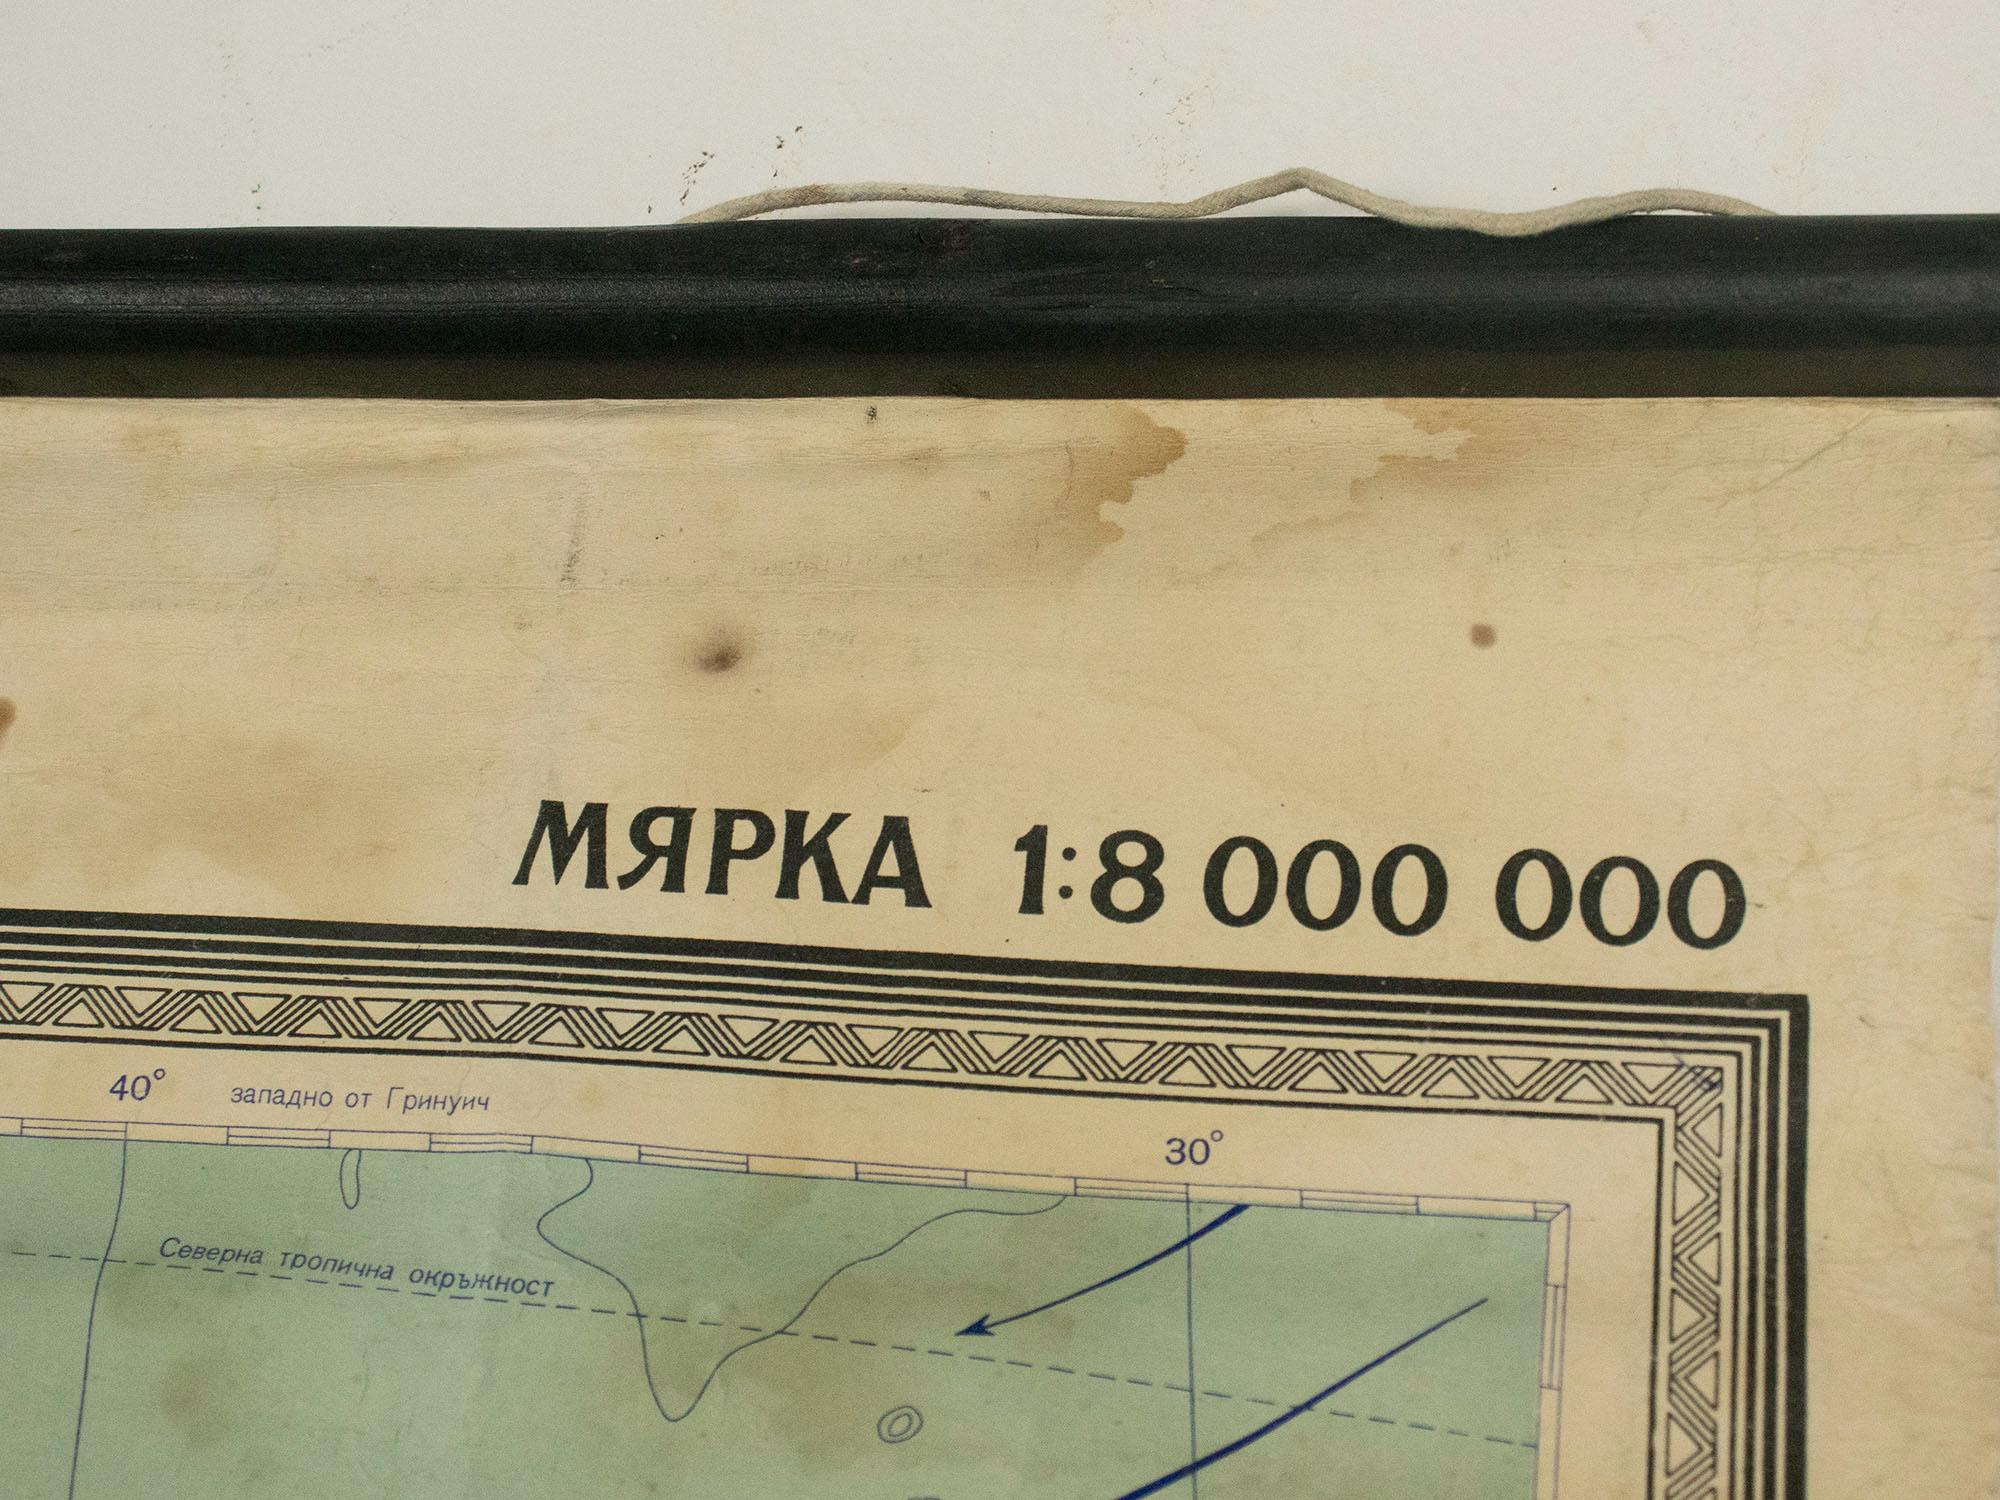 МЯРКА 1:8 000 000
40° западно от Гринуич
30°
Северна тропична окръжност